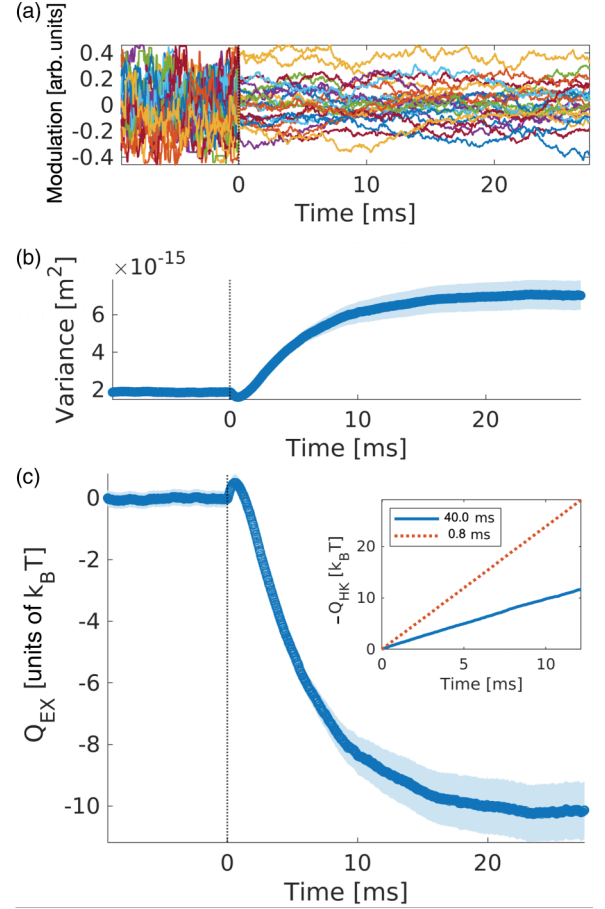 (a)
Modulation [arb. units]
0.4
0.2
0
-0.2
-0.4
0 10 20
Time [ms]
(b)
×10⁻¹⁵
Variance [m²]
6
4
2
0 10 20
Time [ms]
(c)
Q_EX [units of k_BT]
0
-2
-4
-6
-8
-10
0 10 20
Time [ms]
40.0 ms
0.8 ms
-Q_HK [k_BT]
20
10
0
0 5 10
Time [ms]